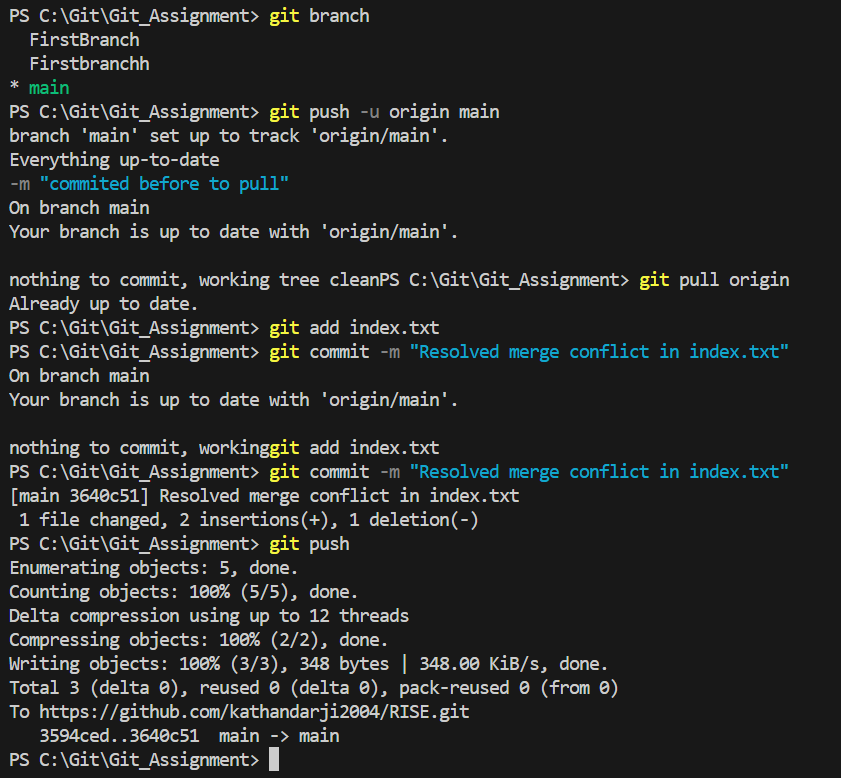 PS C:\Git\Git_Assignment> git branch
  FirstBranch
  Firstbranchh
* main
PS C:\Git\Git_Assignment> git push -u origin main
branch 'main' set up to track 'origin/main'.
Everything up-to-date
-m "commited before to pull"
On branch main
Your branch is up to date with 'origin/main'.

nothing to commit, working tree cleanPS C:\Git\Git_Assignment> git pull origin
Already up to date.
PS C:\Git\Git_Assignment> git add index.txt
PS C:\Git\Git_Assignment> git commit -m "Resolved merge conflict in index.txt"
On branch main
Your branch is up to date with 'origin/main'.

nothing to commit, workinggit add index.txt
PS C:\Git\Git_Assignment> git commit -m "Resolved merge conflict in index.txt"
[main 3640c51] Resolved merge conflict in index.txt
 1 file changed, 2 insertions(+), 1 deletion(-)
PS C:\Git\Git_Assignment> git push
Enumerating objects: 5, done.
Counting objects: 100% (5/5), done.
Delta compression using up to 12 threads
Compressing objects: 100% (2/2), done.
Writing objects: 100% (3/3), 348 bytes | 348.00 KiB/s, done.
Total 3 (delta 0), reused 0 (delta 0), pack-reused 0 (from 0)
To https://github.com/kathandarji2004/RISE.git
   3594ced..3640c51  main -> main
PS C:\Git\Git_Assignment>